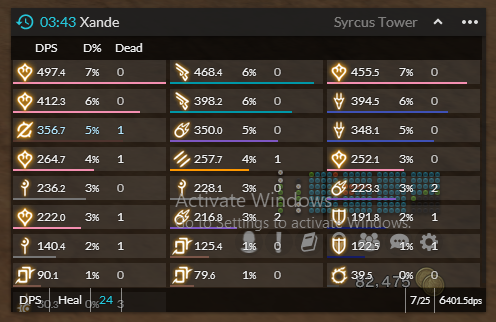 03:43 Xande Syrcus Tower
DPS D% Dead
497.4 7% 0 468.4 6% 0 455.5 7% 0
412.3 6% 0 398.2 6% 0 394.5 6% 0
356.7 5% 1 350.0 5% 0 348.1 5% 0
264.7 4% 1 257.7 4% 1 252.1 3% 0
236.2 3% 0 228.1 3% 0 223.3 3% 2
Activate Windows
222.0 3% 1 216.8 3% 2 191.8 2% 1
Go to Settings to activate Windows.
140.4 2% 1 125.4 1% 0 122.5 1% 1
90.1 1% 0 79.6 1% 0 39.5 0% 0
82,475
DPS Heal 24 7/25 6401.5dps
30.3 0% 3